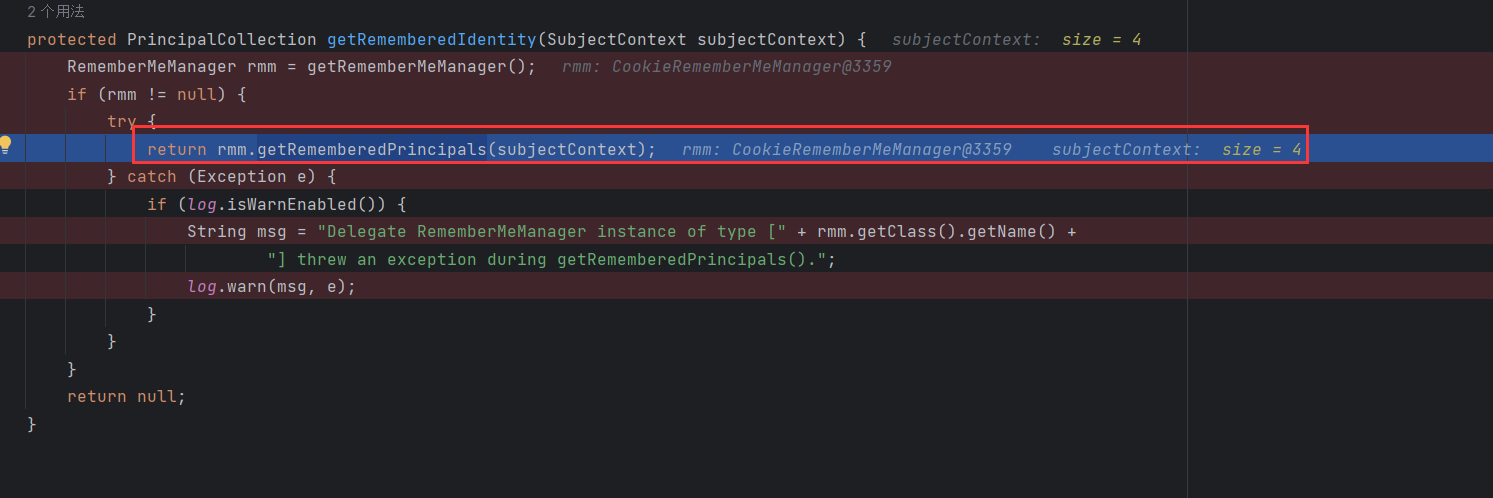 2 个用法
protected PrincipalCollection getRememberedIdentity(SubjectContext subjectContext) {  subjectContext:  size = 4
    RememberMeManager rmm = getRememberMeManager();  rmm: CookieRememberMeManager@3359
    if (rmm != null) {
        try {
            return rmm.getRememberedPrincipals(subjectContext);  rmm: CookieRememberMeManager@3359    subjectContext:  size = 4
        } catch (Exception e) {
            if (log.isWarnEnabled()) {
                String msg = "Delegate RememberMeManager instance of type [" + rmm.getClass().getName() +
                        "] threw an exception during getRememberedPrincipals().";
                log.warn(msg, e);
            }
        }
    }
    return null;
}